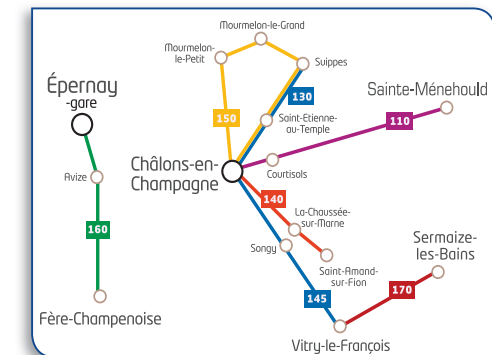 Mourmelon-le-Grand
Mourmelon-
le-Petit
Suippes
Épernay
-gare
130
Sainte-Ménehould
150
Saint-Etienne-
au-Temple
110
Châlons-en-
Champagne
Courtisols
Avize
140
La-Chaussée-
sur-Marne
160
Songy
Sermaize-
les-Bains
Saint-Amand-
sur-Fion
145
170
Fère-Champenoise
Vitry-le-François